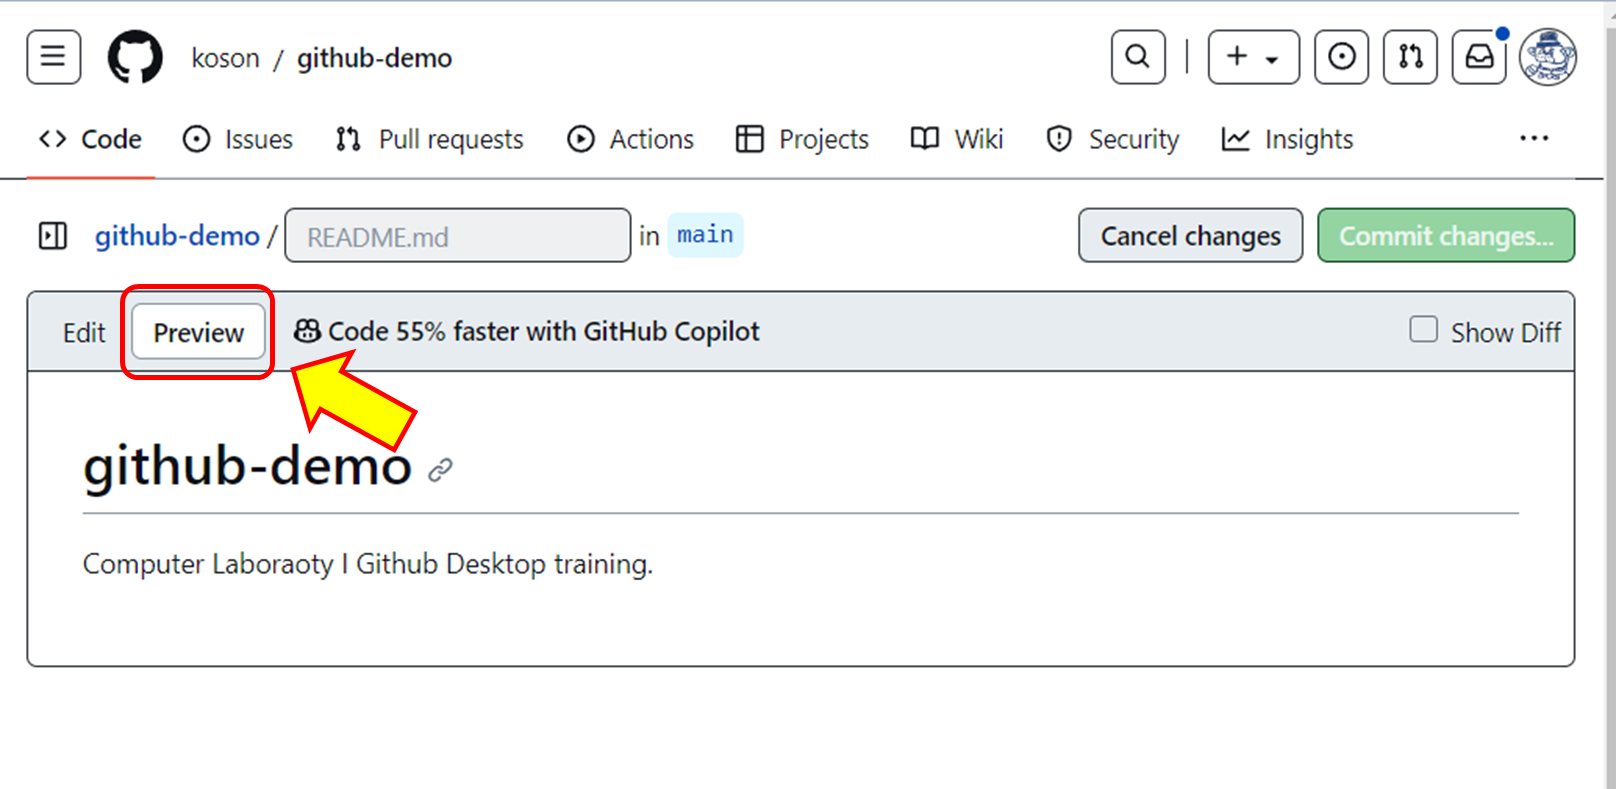 koson / github-demo
Code Issues Pull requests Actions Projects Wiki Security Insights
github-demo / README.md in main Cancel changes Commit changes...
Edit Preview Code 55% faster with GitHub Copilot Show Diff
github-demo
Computer Laboraoty I Github Desktop training.